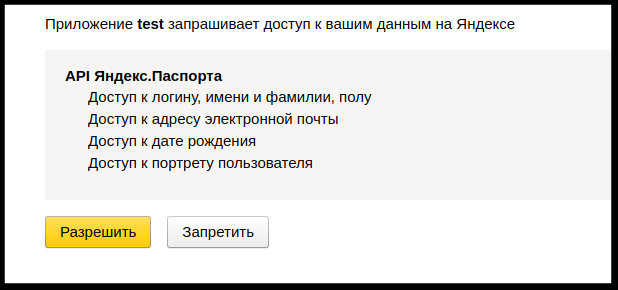 Приложение test запрашивает доступ к вашим данным на Яндексе
API Яндекс.Паспорта
Доступ к логину, имени и фамилии, полу
Доступ к адресу электронной почты
Доступ к дате рождения
Доступ к портрету пользователя
Разрешить Запретить